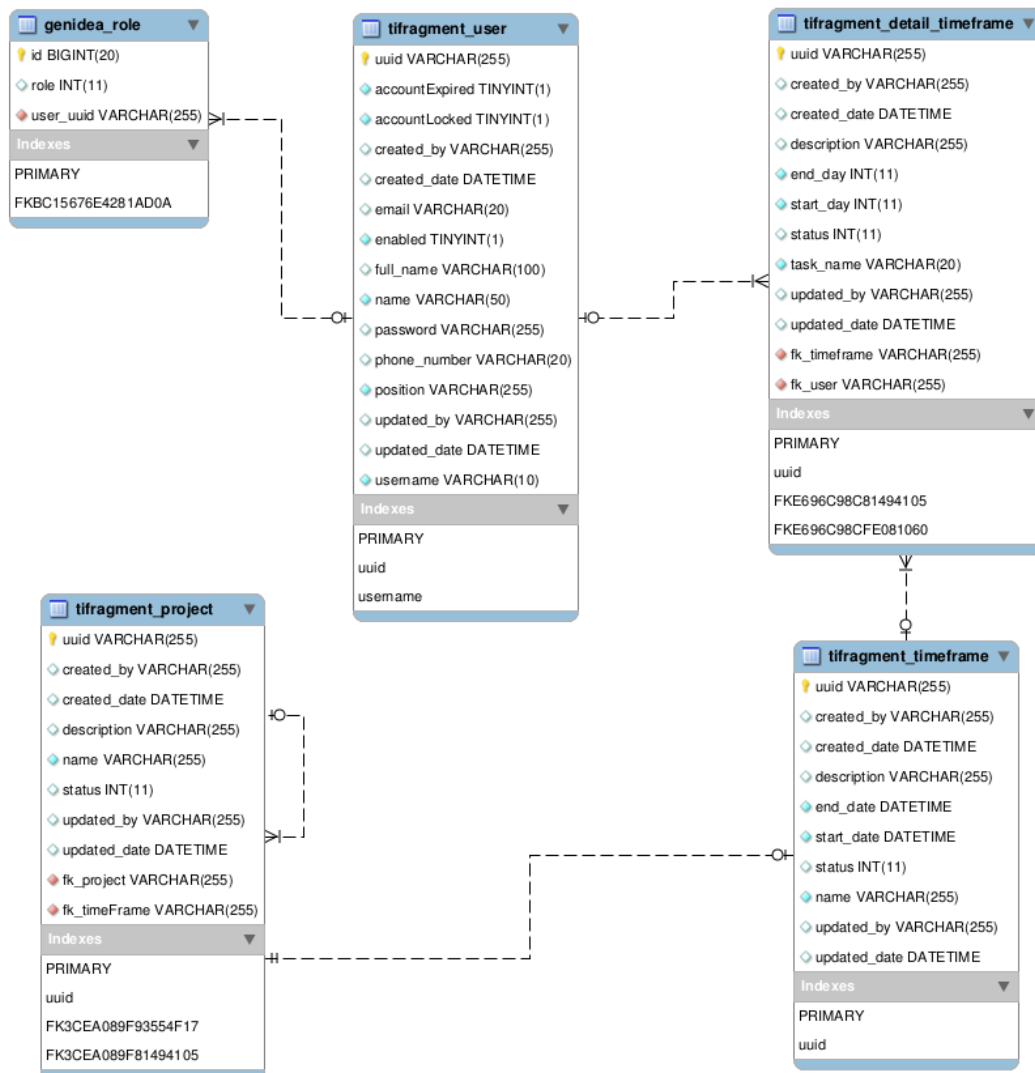 genidea_role
id BIGINT(20)
role INT(11)
user_uuid VARCHAR(255)
Indexes
PRIMARY
FKBC15676E4281AD0A
tifragment_user
uuid VARCHAR(255)
accountExpired TINYINT(1)
accountLocked TINYINT(1)
created_by VARCHAR(255)
created_date DATETIME
email VARCHAR(20)
enabled TINYINT(1)
full_name VARCHAR(100)
name VARCHAR(50)
password VARCHAR(255)
phone_number VARCHAR(20)
position VARCHAR(255)
updated_by VARCHAR(255)
updated_date DATETIME
username VARCHAR(10)
Indexes
PRIMARY
uuid
username
tifragment_detail_timeframe
uuid VARCHAR(255)
created_by VARCHAR(255)
created_date DATETIME
description VARCHAR(255)
end_day INT(11)
start_day INT(11)
status INT(11)
task_name VARCHAR(20)
updated_by VARCHAR(255)
updated_date DATETIME
fk_timeframe VARCHAR(255)
fk_user VARCHAR(255)
Indexes
PRIMARY
uuid
FKE696C98C81494105
FKE696C98CFE081060
tifragment_project
uuid VARCHAR(255)
created_by VARCHAR(255)
created_date DATETIME
description VARCHAR(255)
name VARCHAR(255)
status INT(11)
updated_by VARCHAR(255)
updated_date DATETIME
fk_project VARCHAR(255)
fk_timeFrame VARCHAR(255)
Indexes
PRIMARY
uuid
FK3CEA089F93554F17
FK3CEA089F81494105
tifragment_timeframe
uuid VARCHAR(255)
created_by VARCHAR(255)
created_date DATETIME
description VARCHAR(255)
end_date DATETIME
start_date DATETIME
status INT(11)
name VARCHAR(255)
updated_by VARCHAR(255)
updated_date DATETIME
Indexes
PRIMARY
uuid